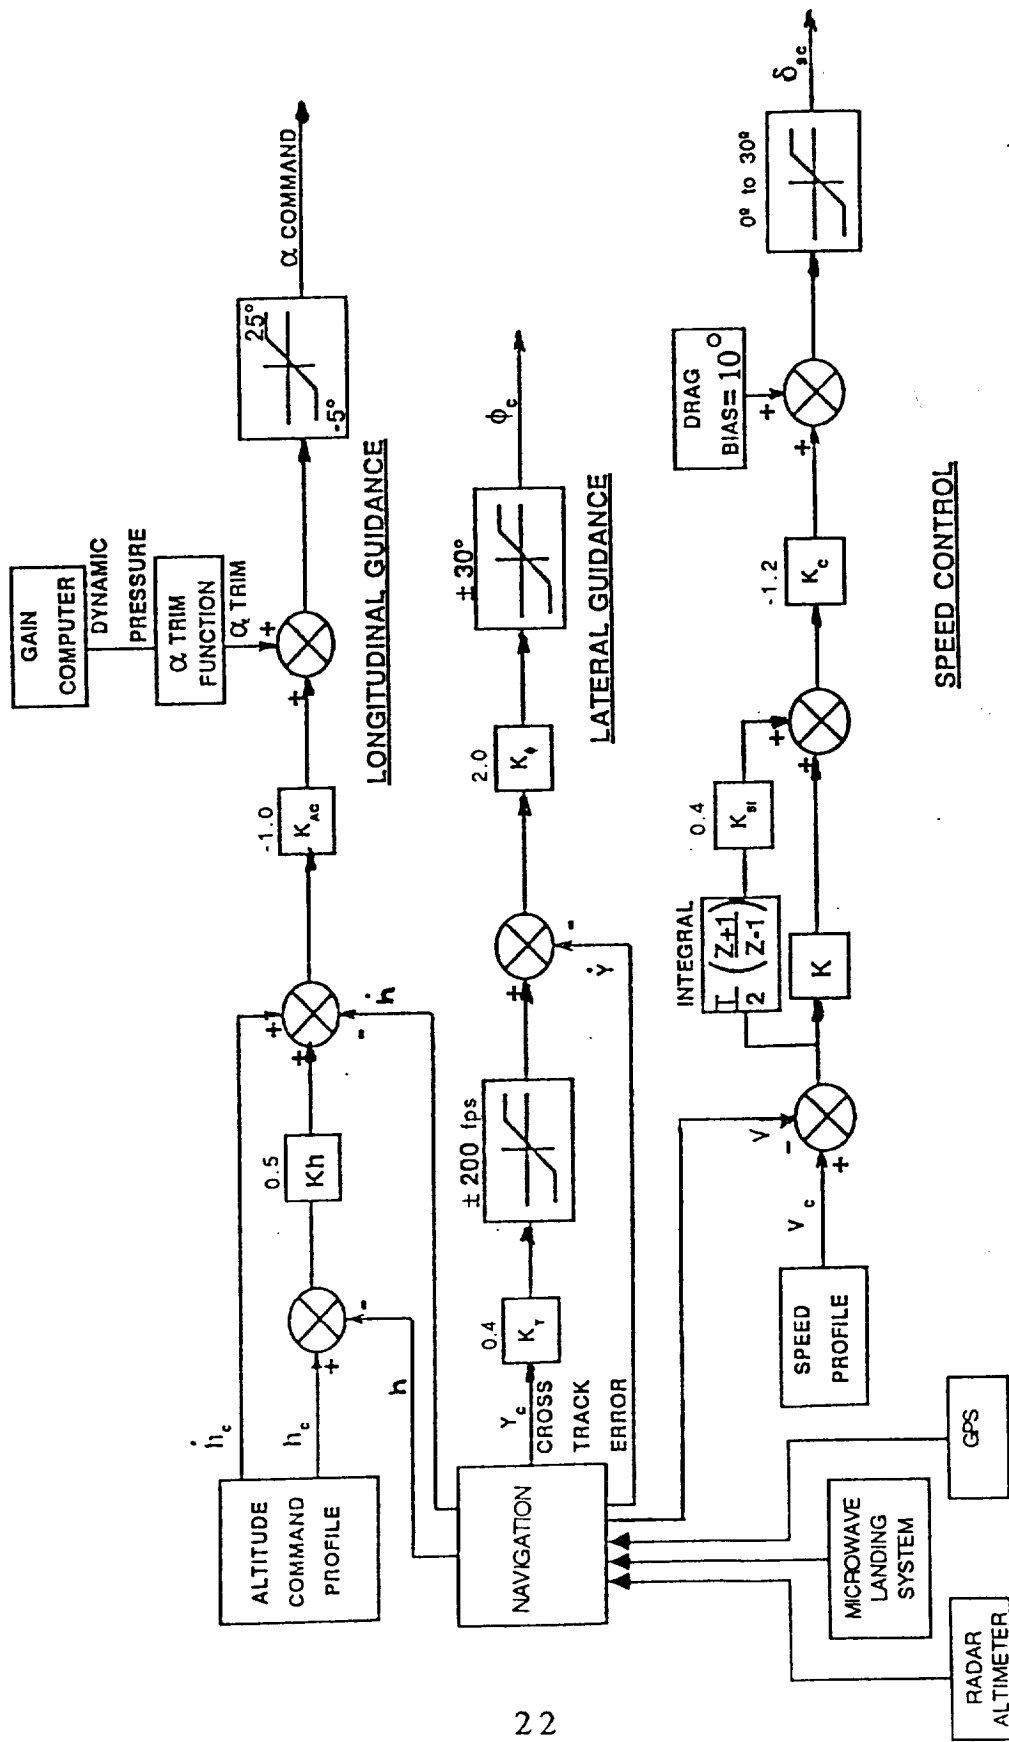 GAIN
COMPUTER
DYNAMIC
PRESSURE
α TRIM
FUNCTION
α TRIM
ḣc
hc
ALTITUDE
COMMAND
PROFILE
+
-
h
0.5
Kh
+
+
-
ḣ
-1.0
KAC
+
+
25°
-5°
α COMMAND
LONGITUDINAL GUIDANCE
NAVIGATION
Yc
CROSS
TRACK
ERROR
0.4
KY
± 200 fps
+
-
Ẏ
2.0
Kϕ
± 30°
ϕc
LATERAL GUIDANCE
SPEED
PROFILE
Vc
+
-
V
INTEGRAL
T/2 (Z+1/Z-1)
0.4
KSI
K
+
+
-1.2
KC
DRAG
BIAS= 10°
+
+
0º to 30º
δsc
SPEED CONTROL
RADAR
ALTIMETER
MICROWAVE
LANDING
SYSTEM
GPS
22